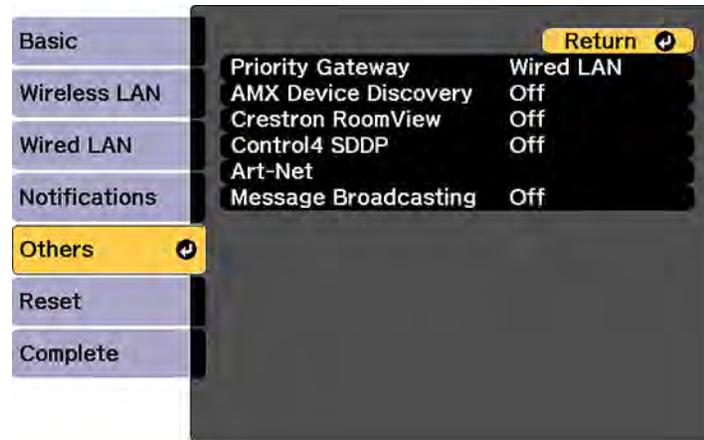 Basic
Wireless LAN
Wired LAN
Notifications
Others
Reset
Complete
Return
Priority Gateway Wired LAN
AMX Device Discovery Off
Crestron RoomView Off
Control4 SDDP Off
Art-Net
Message Broadcasting Off